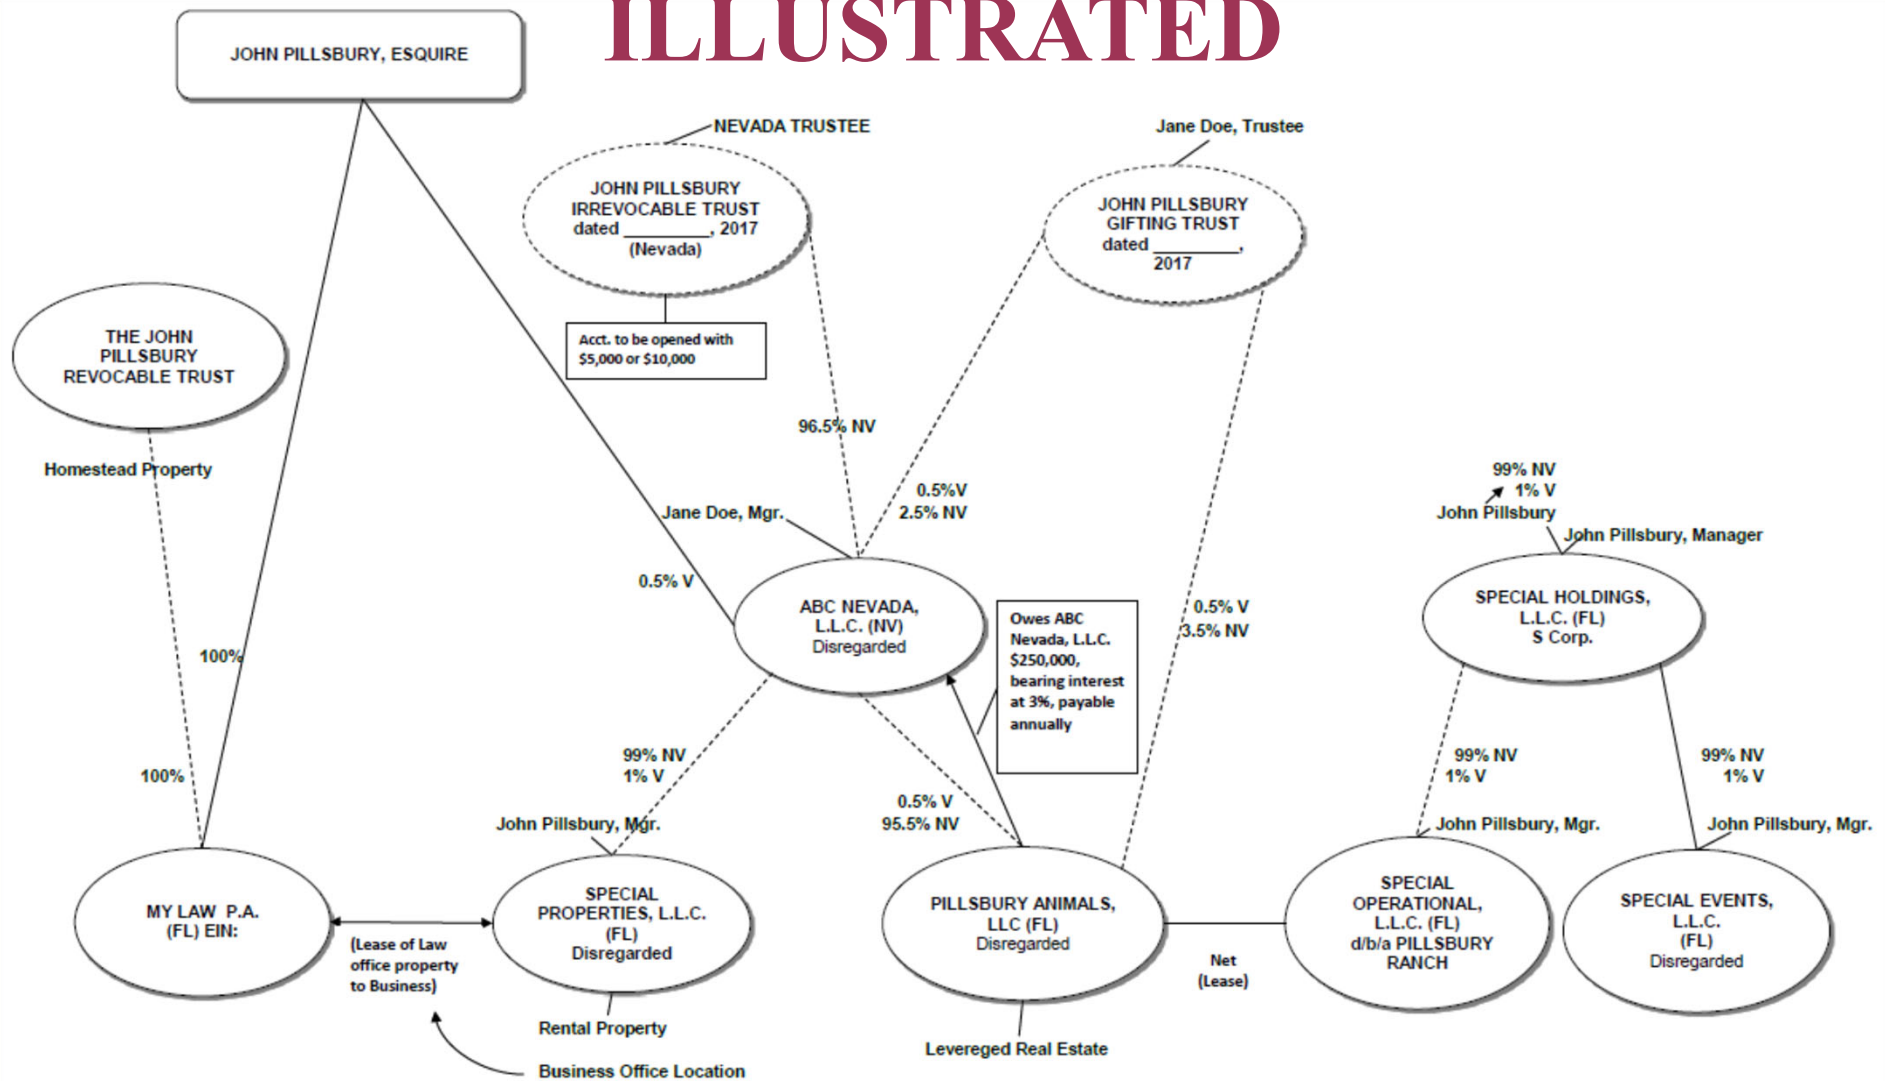 ILLUSTRATED
JOHN PILLSBURY, ESQUIRE
NEVADA TRUSTEE
Jane Doe, Trustee
JOHN PILLSBURY
IRREVOCABLE TRUST
dated _________, 2017
(Nevada)
JOHN PILLSBURY
GIFTING TRUST
dated _________,
2017
Acct. to be opened with
$5,000 or $10,000
THE JOHN
PILLSBURY
REVOCABLE TRUST
Homestead Property
96.5% NV
0.5%V
2.5% NV
Jane Doe, Mgr.
0.5% V
99% NV
1% V
John Pillsbury
John Pillsbury, Manager
ABC NEVADA,
L.L.C. (NV)
Disregarded
Owes ABC
Nevada, L.L.C.
$250,000,
bearing interest
at 3%, payable
annually
0.5% V
3.5% NV
SPECIAL HOLDINGS,
L.L.C. (FL)
S Corp.
100%
100%
99% NV
1% V
0.5% V
95.5% NV
99% NV
1% V
99% NV
1% V
John Pillsbury, Mgr.
John Pillsbury, Mgr.
John Pillsbury, Mgr.
MY LAW P.A.
(FL) EIN:
(Lease of Law
office property
to Business)
SPECIAL
PROPERTIES, L.L.C.
(FL)
Disregarded
PILLSBURY ANIMALS,
LLC (FL)
Disregarded
Net
(Lease)
SPECIAL
OPERATIONAL,
L.L.C. (FL)
d/b/a PILLSBURY
RANCH
SPECIAL EVENTS,
L.L.C.
(FL)
Disregarded
Rental Property
Business Office Location
Levereged Real Estate